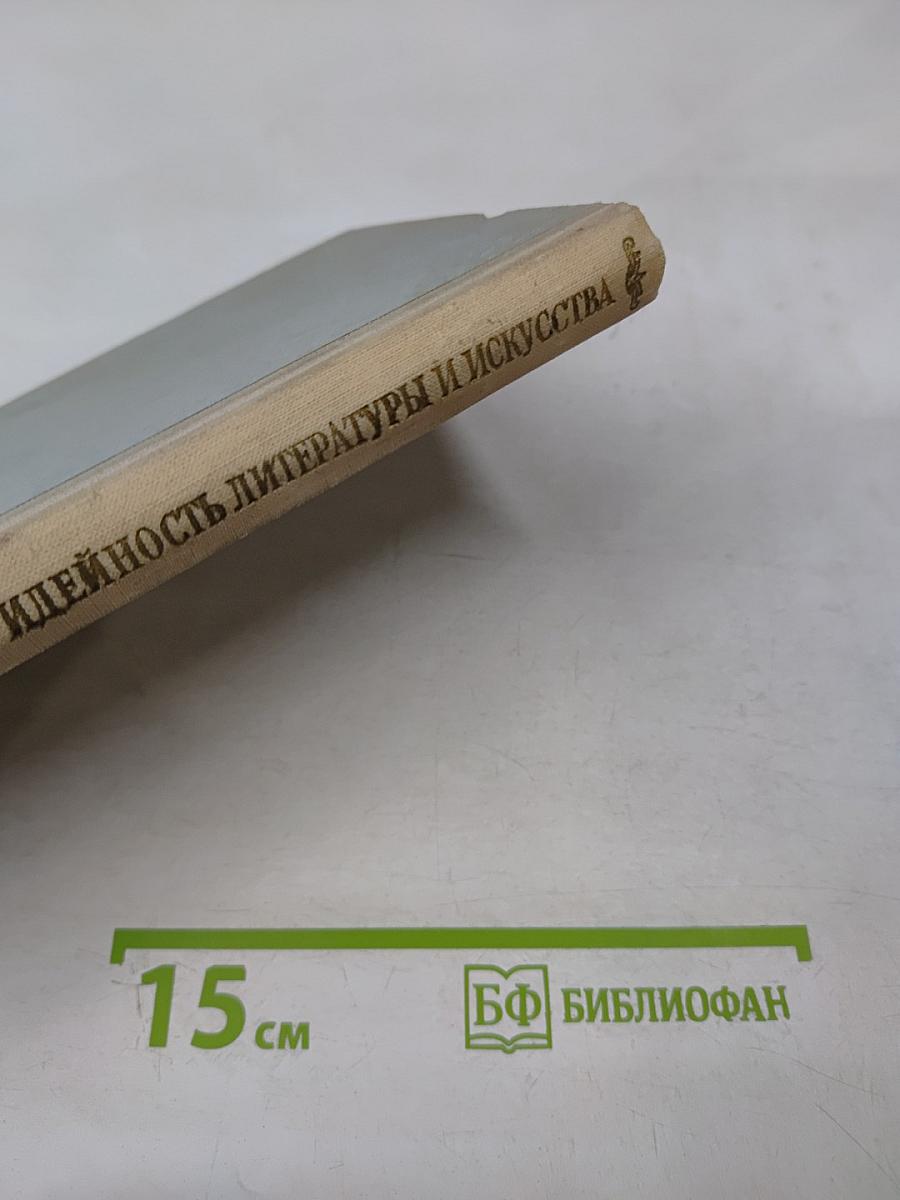 ИДЕЙНОСТЬ ЛИТЕРАТУРЫ И ИСКУССТВА
15 см
БФ БИБЛИОФАН